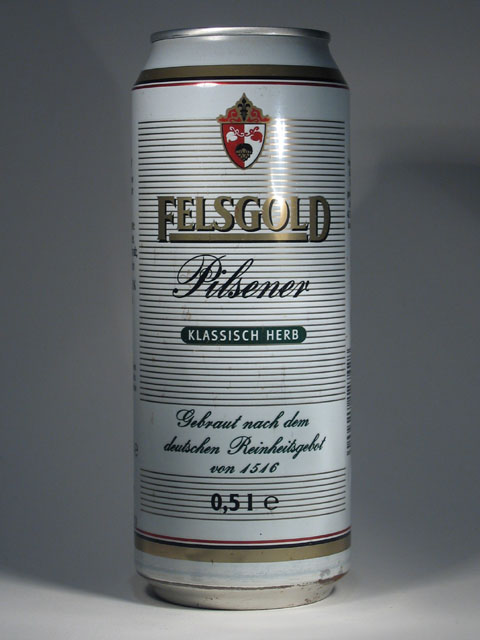 FELSGOLD
Pilsener
KLASSISCH HERB
Gebraut nach dem
deutschen Reinheitsgebot
von 1516
0,5 l e